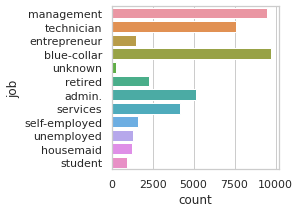 management
technician
entrepreneur
blue-collar
unknown
retired
admin.
services
self-employed
unemployed
housemaid
student
job
0 2500 5000 7500 10000
count